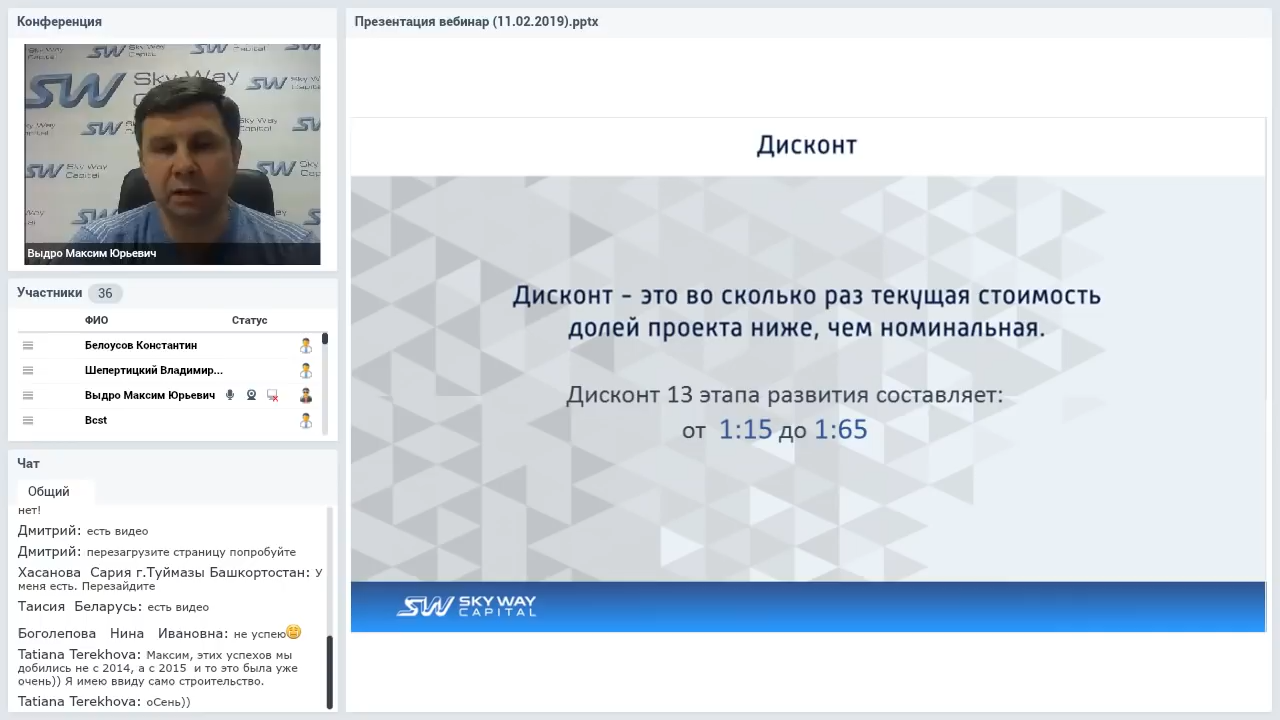 Конференция
SkyWay Capital
Выдро Максим Юрьевич
Участники 36
ФИО Статус
Белоусов Константин
Шепертицкий Владимир...
Выдро Максим Юрьевич
Bcst
Чат
Общий
нет!
Дмитрий: есть видео
Дмитрий: перезагрузите страницу попробуйте
Хасанова Сария г.Туймазы Башкортостан: У
меня есть. Перезайдите
Таисия Беларусь: есть видео
Боголепова Нина Ивановна: не успею
Tatiana Terekhova: Максим, этих успехов мы
добились не с 2014, а с 2015 и то это была уже
очень)) Я имею ввиду само строительство.
Tatiana Terekhova: оСень))
Презентация вебинар (11.02.2019).pptx
Дисконт
Дисконт – это во сколько раз текущая стоимость
долей проекта ниже, чем номинальная.
Дисконт 13 этапа развития составляет:
от 1:15 до 1:65
SW SKY WAY
CAPITAL